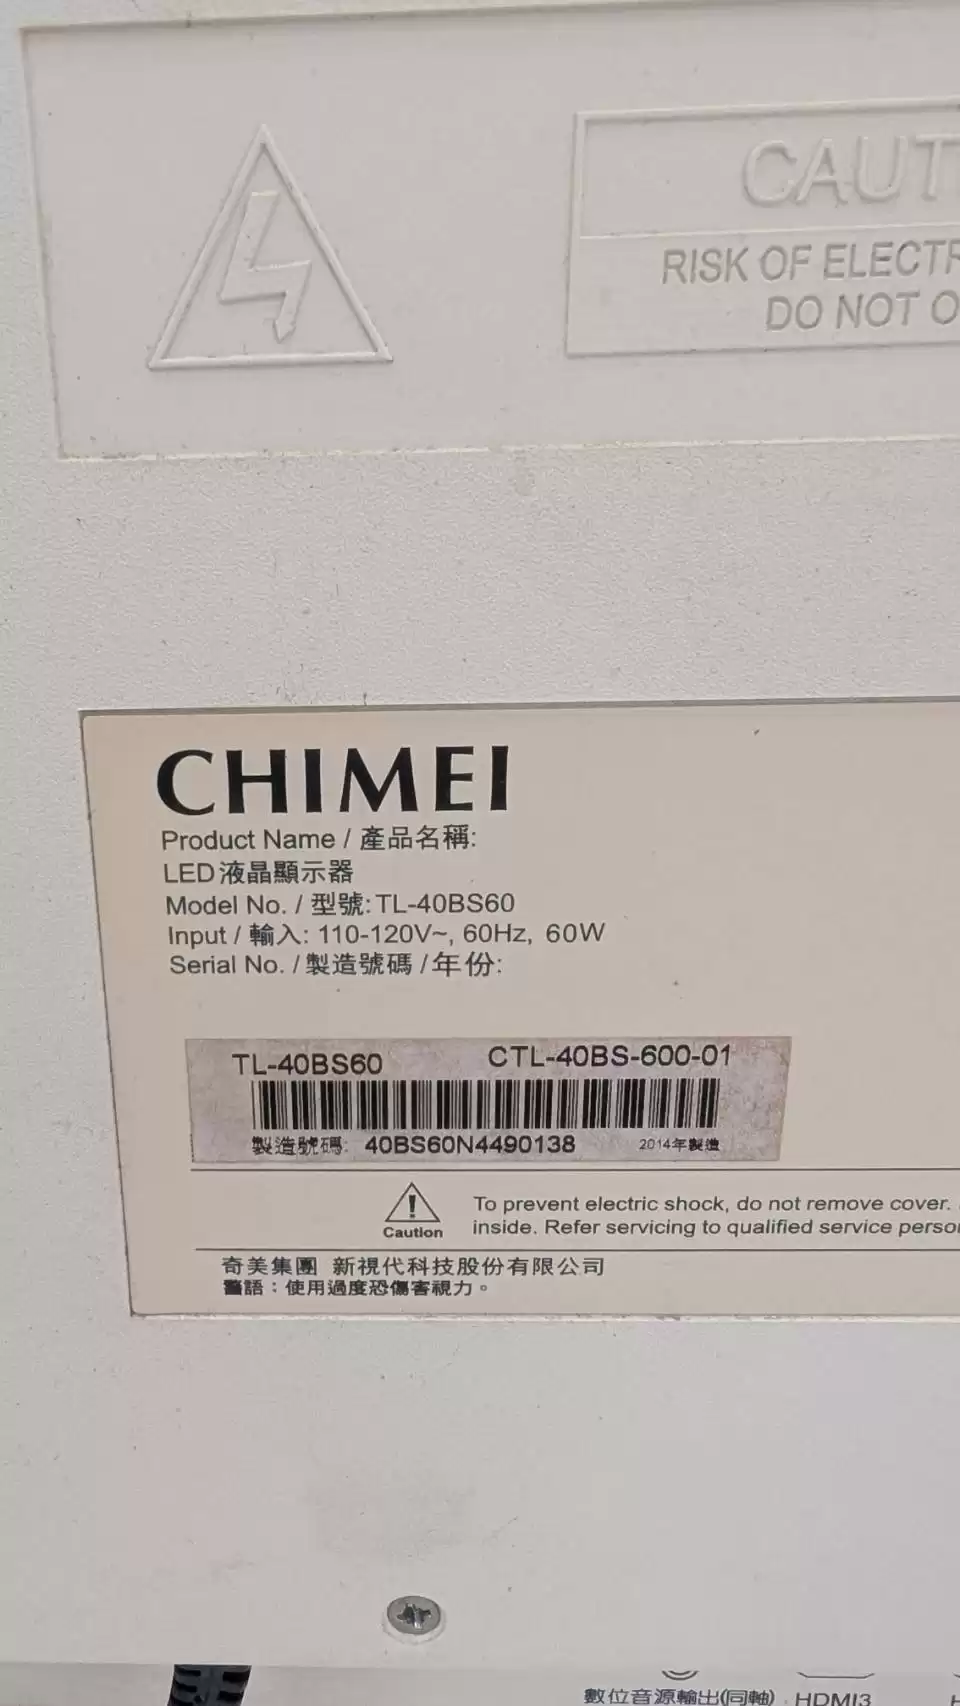 CAUT
RISK OF ELECTR
DO NOT O
CHIMEI
Product Name / 產品名稱:
LED液晶顯示器
Model No. / 型號: TL-40BS60
Input / 輸入: 110-120V~, 60Hz, 60W
Serial No. / 製造號碼 / 年份:
TL-40BS60 CTL-40BS-600-01
製造號碼: 40BS60N4490138 2014年製造
To prevent electric shock, do not remove cover.
Caution inside. Refer servicing to qualified service perso
奇美集團 新視代科技股份有限公司
警語：使用過度恐傷害視力。
數位音源輸出(同軸) HDMI3